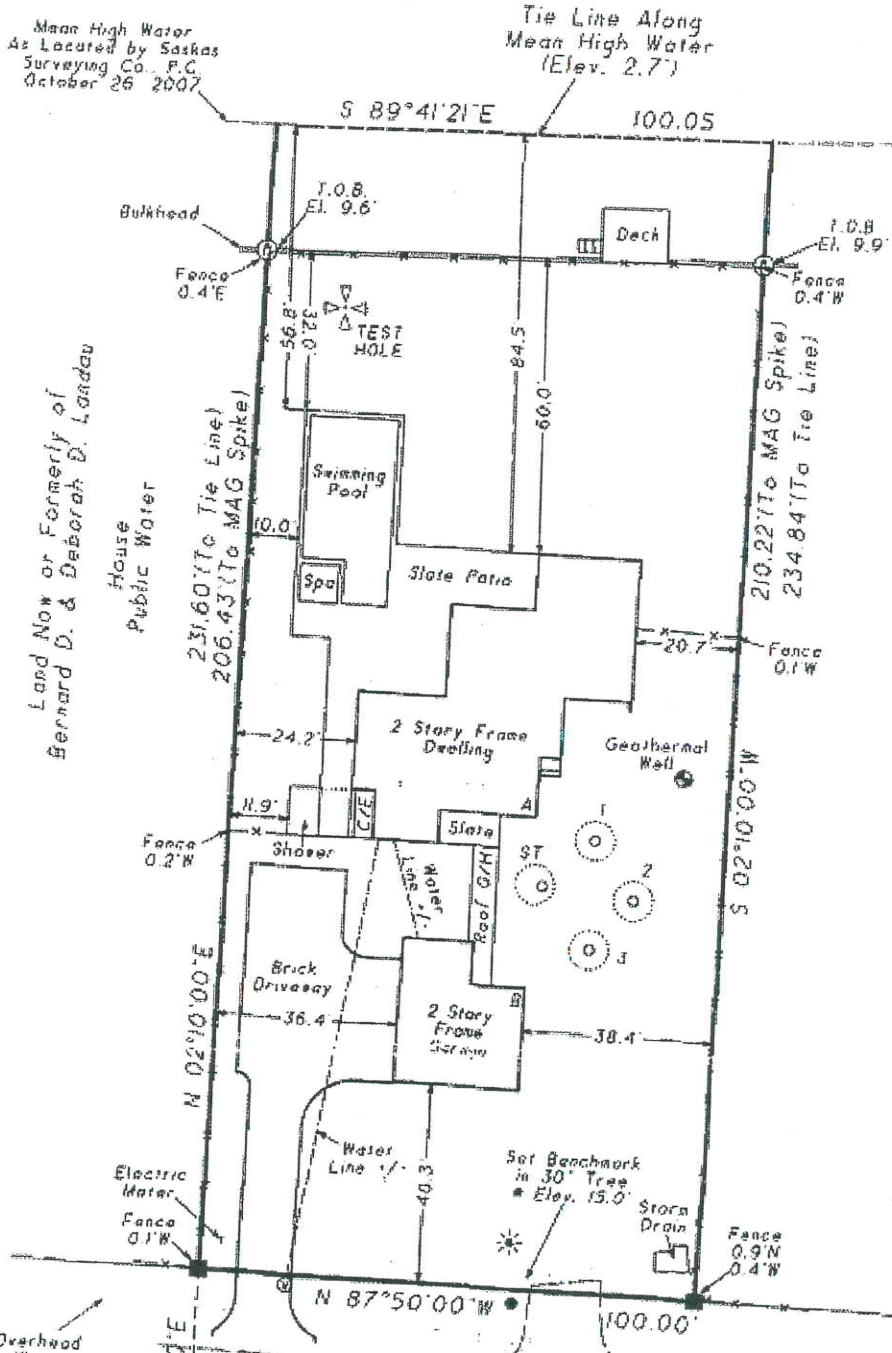 Mean High Water
As Located by Saskas
Surveying Co., P.C.
October 26 2007
Tie Line Along
Mean High Water
(Elev. 2.7')
S 89°41'21"E
100.05
Bulkhead
T.O.B.
El. 9.6'
Deck
T.O.B
El. 9.9'
Fence
0.4'E
Fence
0.4'W
TEST
HOLE
56.8'
32.0'
84.5'
60.0'
Land Now or Formerly of
Bernard D. & Deborah D. Landau
House
Public Water
231.60'(To Tie Line)
206.43'(To MAG Spike)
210.22'(To MAG Spike)
234.84'(To Tie Line)
Swimming
Pool
10.0'
Spa
Slate Patio
20.7'
Fence
0.1'W
24.2'
2 Story Frame
Dwelling
Geothermal
Well
11.9'
C/E
A
Slate
Fence
0.2'W
Shower
Water
Line +/-
Roof O/H
ST
1
2
3
S 02°10'00"W
N 02°10'00"E
Brick
Driveway
36.4'
B
2 Story
Frame
Garage
38.4'
Water
Line +/-
40.3'
Set Benchmark
in 30" Tree
Elev. 15.0'
Electric
Meter
Fence
0.1'W
Storm
Drain
Fence
0.9'N
0.4'W
N 87°50'00"W
100.00'
Overhead